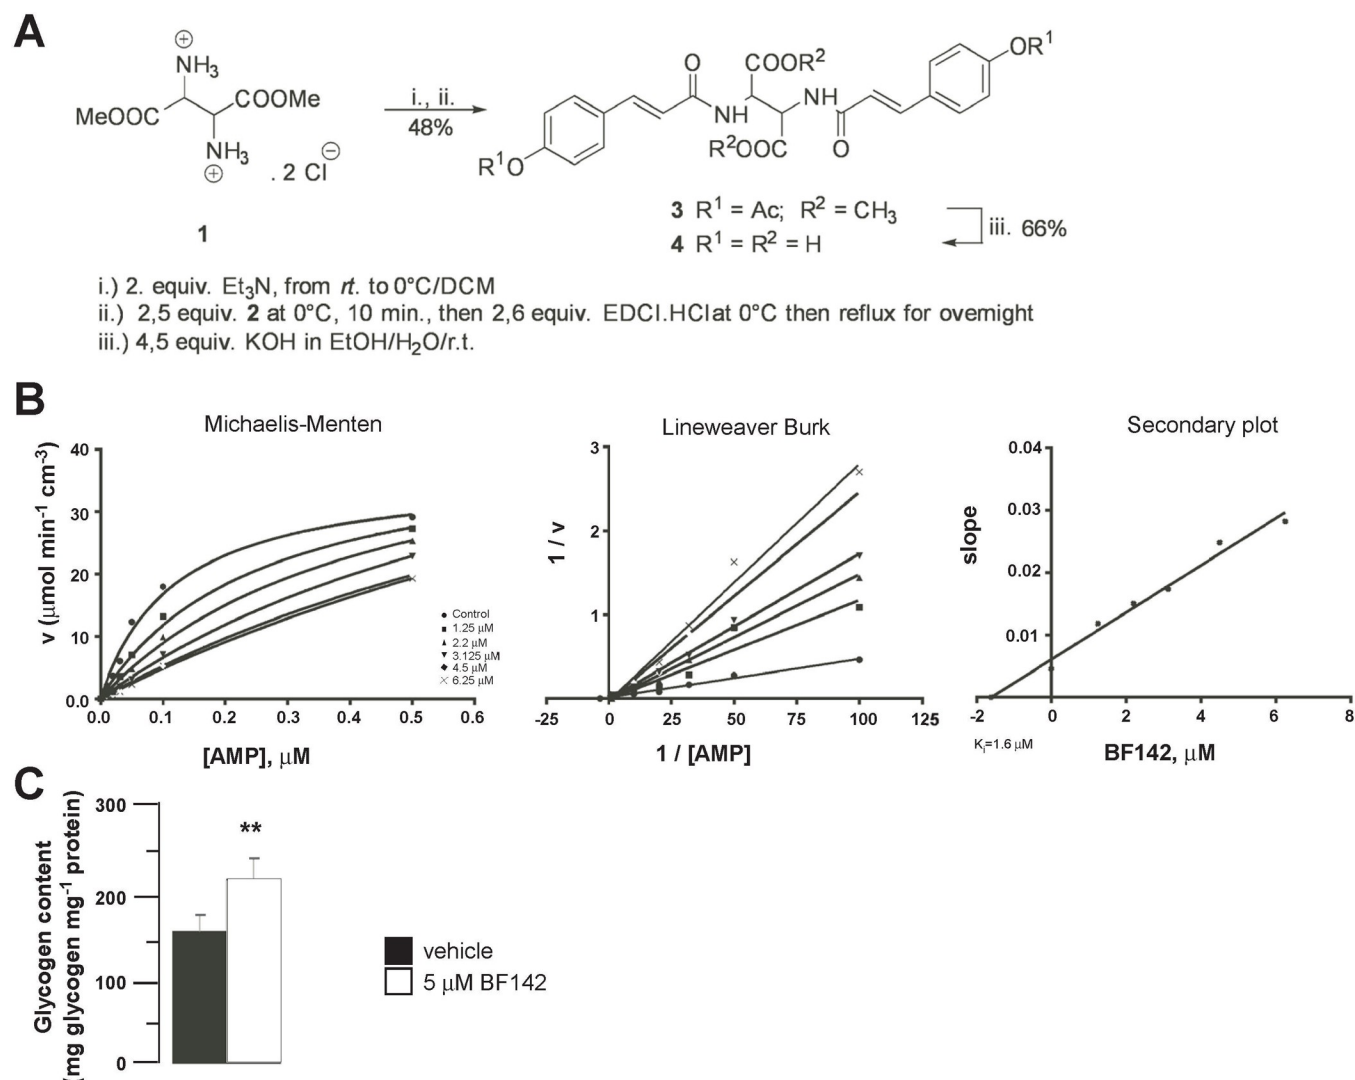 A
⊕
NH3
COOMe
MeOOC
NH3
⊕
. 2 Cl⊖
1
i., ii.
48%
R1O
O
NH
COOR2
R2OOC
NH
O
OR1
3 R1 = Ac; R2 = CH3
4 R1 = R2 = H
iii. 66%
i.) 2. equiv. Et3N, from rt. to 0°C/DCM
ii.) 2,5 equiv. 2 at 0°C, 10 min., then 2,6 equiv. EDCI.HClat 0°C then reflux for overnight
iii.) 4,5 equiv. KOH in EtOH/H2O/r.t.
B
Michaelis-Menten
v (μmol min-1 cm-3)
40
30
20
10
0.0
0.0 0.1 0.2 0.3 0.4 0.5 0.6
[AMP], μM
Control
1.25 μM
2.2 μM
3.125 μM
4.5 μM
6.25 μM
Lineweaver Burk
1 / v
3
2
1
-25 0 25 50 75 100 125
1 / [AMP]
Secondary plot
slope
0.04
0.03
0.02
0.01
-2 0 2 4 6 8
Ki=1.6 μM
BF142, μM
C
Glycogen content
(mg glycogen mg-1 protein)
300
200
100
0
**
vehicle
5 μM BF142